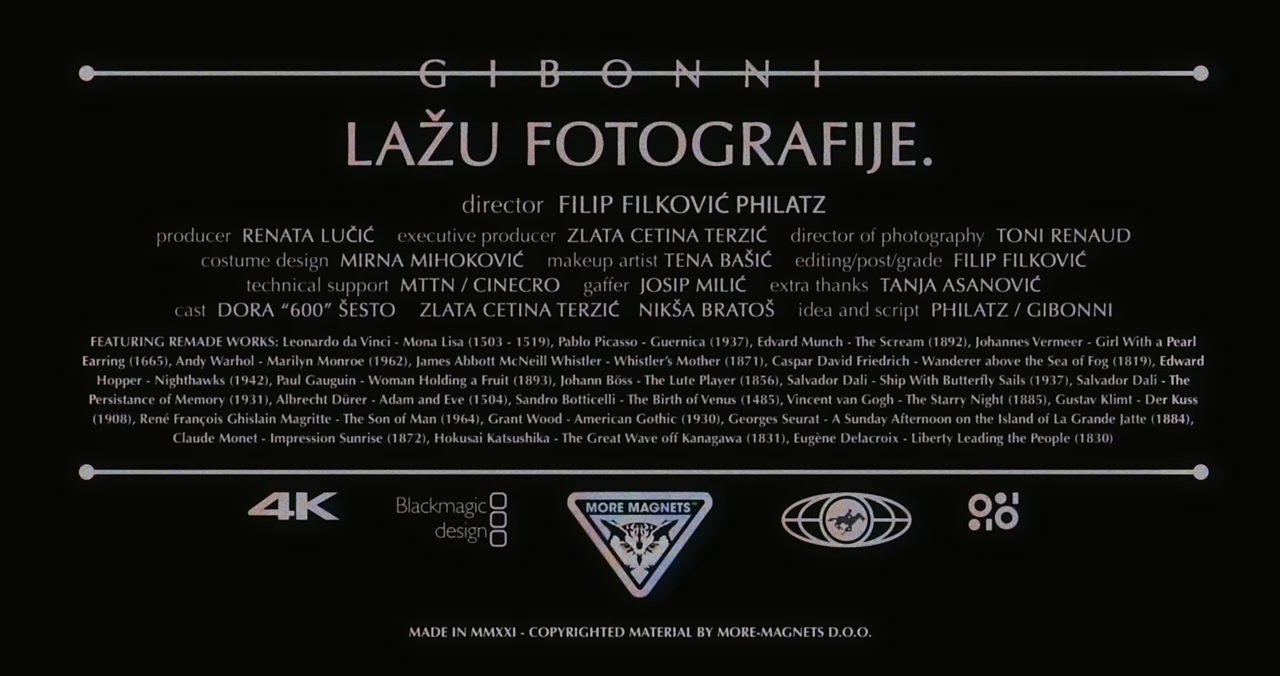 GIBONNI
LAŽU FOTOGRAFIJE.
director FILIP FILKOVIĆ PHILATZ
producer RENATA LUČIĆ executive producer ZLATA CETINA TERZIĆ director of photography TONI RENAUD
costume design MIRNA MIHOKOVIĆ makeup artist TENA BAŠIĆ editing/post/grade FILIP FILKOVIĆ
technical support MTTN / CINECRO gaffer JOSIP MILIĆ extra thanks TANJA ASANOVIĆ
cast DORA “600” ŠESTO ZLATA CETINA TERZIĆ NIKŠA BRATOŠ idea and script PHILATZ / GIBONNI
FEATURING REMADE WORKS: Leonardo da Vinci - Mona Lisa (1503 - 1519), Pablo Picasso - Guernica (1937), Edvard Munch - The Scream (1892), Johannes Vermeer - Girl With a Pearl
Earring (1665), Andy Warhol - Marilyn Monroe (1962), James Abbott McNeill Whistler - Whistler's Mother (1871), Caspar David Friedrich - Wanderer above the Sea of Fog (1819), Edward
Hopper - Nighthawks (1942), Paul Gauguin - Woman Holding a Fruit (1893), Johann Böss - The Lute Player (1856), Salvador Dali - Ship With Butterfly Sails (1937), Salvador Dali - The
Persistance of Memory (1931), Albrecht Dürer - Adam and Eve (1504), Sandro Botticelli - The Birth of Venus (1485), Vincent van Gogh - The Starry Night (1885), Gustav Klimt - Der Kuss
(1908), René François Ghislain Magritte - The Son of Man (1964), Grant Wood - American Gothic (1930), Georges Seurat - A Sunday Afternoon on the Island of La Grande Jatte (1884),
Claude Monet - Impression Sunrise (1872), Hokusai Katsushika - The Great Wave off Kanagawa (1831), Eugène Delacroix - Liberty Leading the People (1830)
4K
Blackmagic
design
MORE MAGNETS™
MADE IN MMXXI - COPYRIGHTED MATERIAL BY MORE-MAGNETS D.O.O.